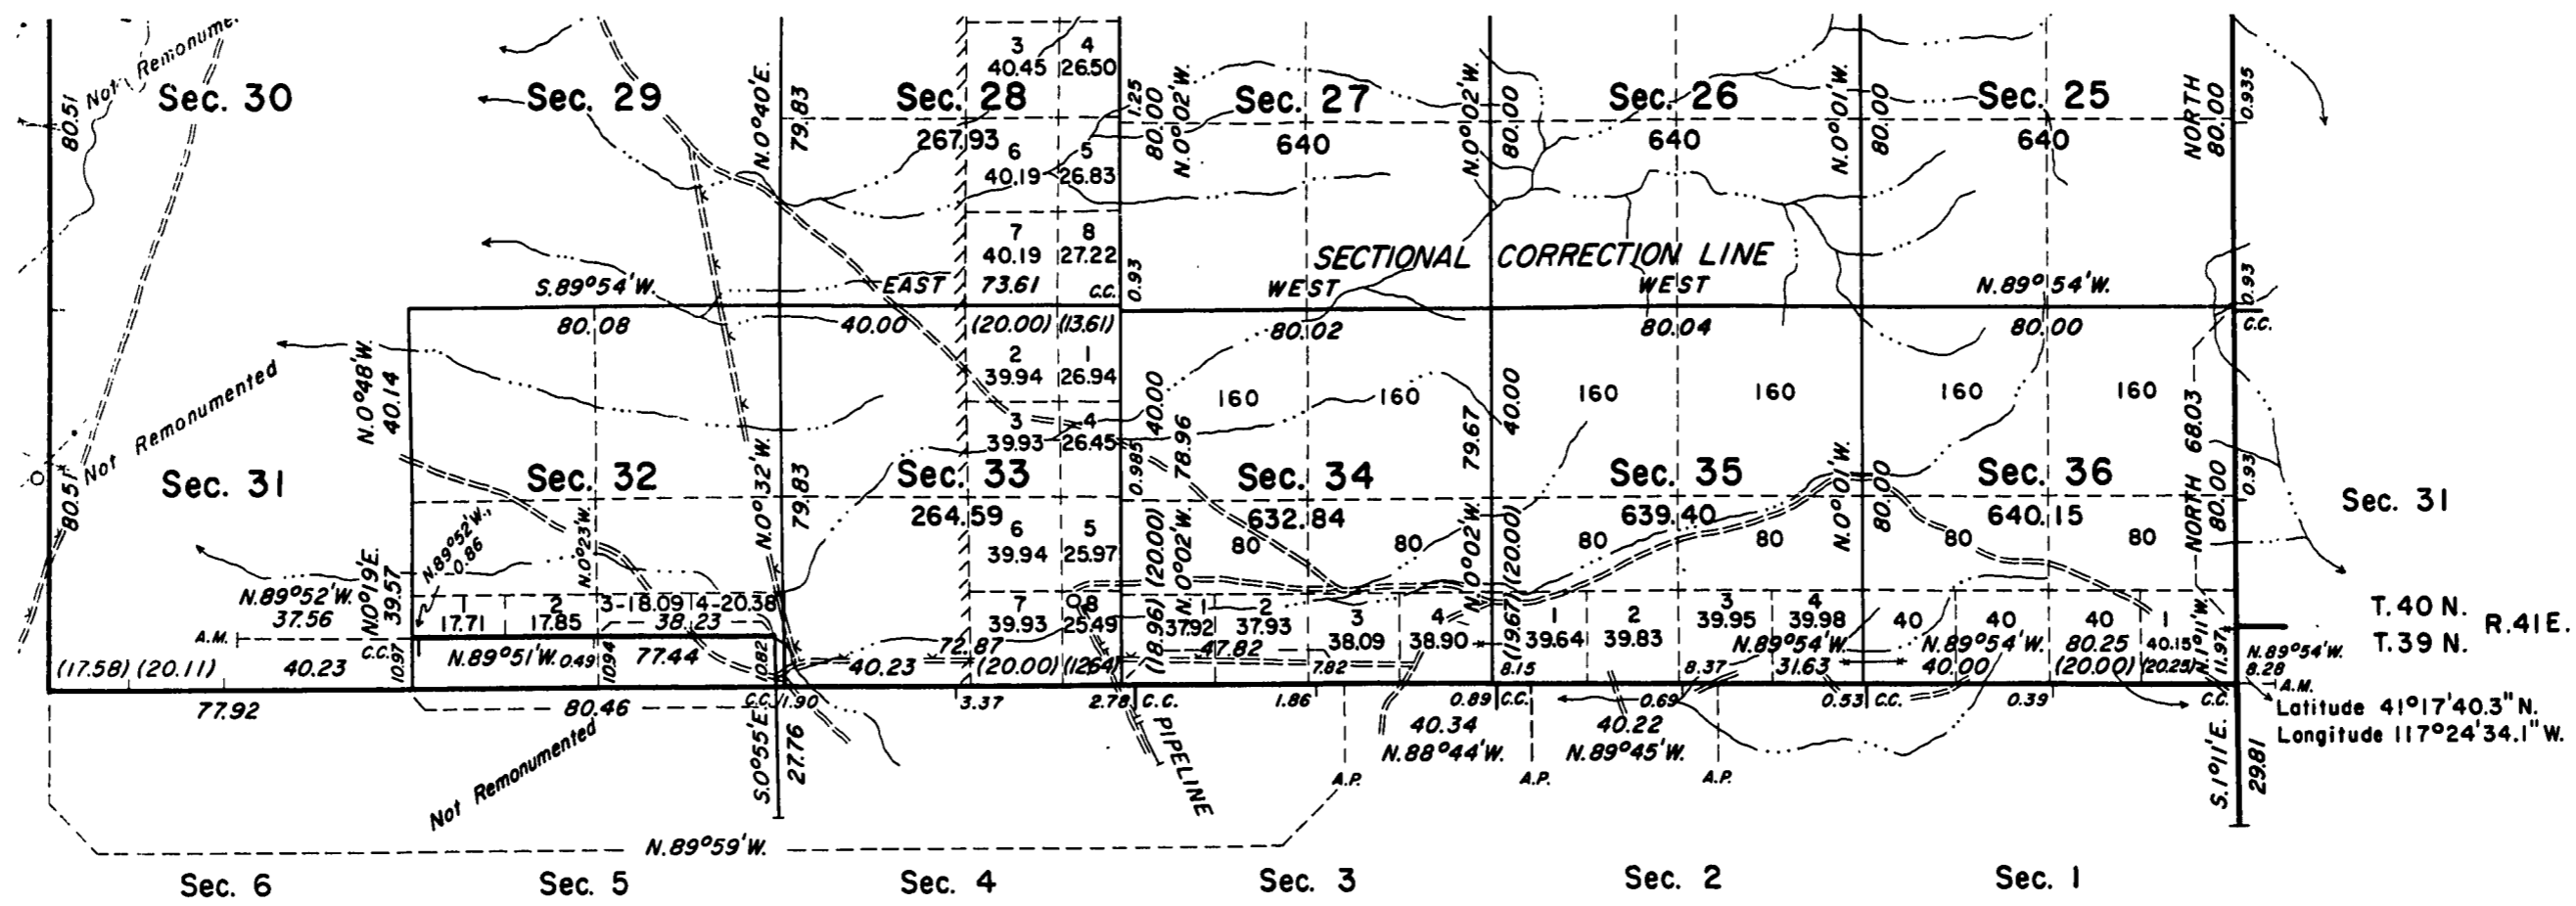 Not Remonume
80.51
Sec. 30
Sec. 29
N.0°40'E.
79.83
Sec. 28
267.93
3
40.45
4
26.50
6
40.19
5
26.83
7
40.19
8
27.22
1.25
80.00
N.0°02'W.
Sec. 27
640
N.0°02'W.
80.00
Sec. 26
640
N.0°01'W.
80.00
Sec. 25
640
NORTH
80.00
0.935
SECTIONAL CORRECTION LINE
S.89°54'W.
EAST
73.61
C.C.
0.93
WEST
WEST
N.89°54'W.
0.93
C.C.
80.08
40.00
(20.00)
(13.61)
80.02
80.04
80.00
Not Remonumented
N.0°48'W.
40.14
80.51
Sec. 31
Sec. 32
N.0°32'W.
79.83
Sec. 33
264.59
2
39.94
1
26.94
3
39.93
4
26.45
6
39.94
5
25.97
7
39.93
8
25.49
40.00
0.985
78.96
(20.00)
N.0°02'W.
(18.96)
160
160
Sec. 34
632.84
80
80
79.67
40.00
N.0°02'W.
(20.00)
(19.67)
160
160
Sec. 35
639.40
80
80
N.0°01'W.
80.00
160
160
Sec. 36
640.15
80
80
NORTH 68.03
80.00
0.93
Sec. 31
N.89°52'W.,
0.86
N.0°23'W.
N.89°52'W.
37.56
N.0°19'E.
39.57
A.M.
C.C.
10.97
1
17.71
2
17.85
3-18.09
4-20.38
38.23
N.89°51'W.
0.49
10.94
77.44
10.82
72.87
40.23
(20.00)
(12.64)
1
37.92
2
37.93
3
38.09
4
38.90
47.82
7.82
1
39.64
2
39.83
3
39.95
4
39.98
N.89°54'W.
8.15
8.37
31.63
40
40
40
N.89°54'W.
80.25
40.00
(20.00)
1
40.15
(20.25)
N.1°11'W.
11.97
T.40 N.
R.41E.
T.39 N.
N.89°54'W.
8.28
A.M.
(17.58)
(20.11)
40.23
77.92
80.46
C.C.
1.90
3.37
2.78
C.C.
1.86
0.89
C.C.
0.69
0.53
C.C.
0.39
C.C.
Latitude 41°17'40.3" N.
Longitude 117°24'34.1" W.
S.0°55'E.
27.76
PIPELINE
40.34
N.88°44'W.
40.22
N.89°45'W.
A.P.
A.P.
A.P.
S.1°11'E.
29.81
Not Remonumented
N.89°59'W.
Sec. 6
Sec. 5
Sec. 4
Sec. 3
Sec. 2
Sec. 1